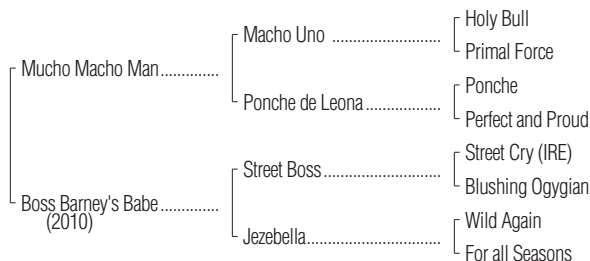 Holy Bull
Macho Uno ..........................
Primal Force
Mucho Macho Man..............
Ponche
Ponche de Leona..................
Perfect and Proud
Street Cry (IRE)
Street Boss.............................
Blushing Ogygian
Boss Barney's Babe..............
(2010)
Wild Again
Jezebella................................
For all Seasons